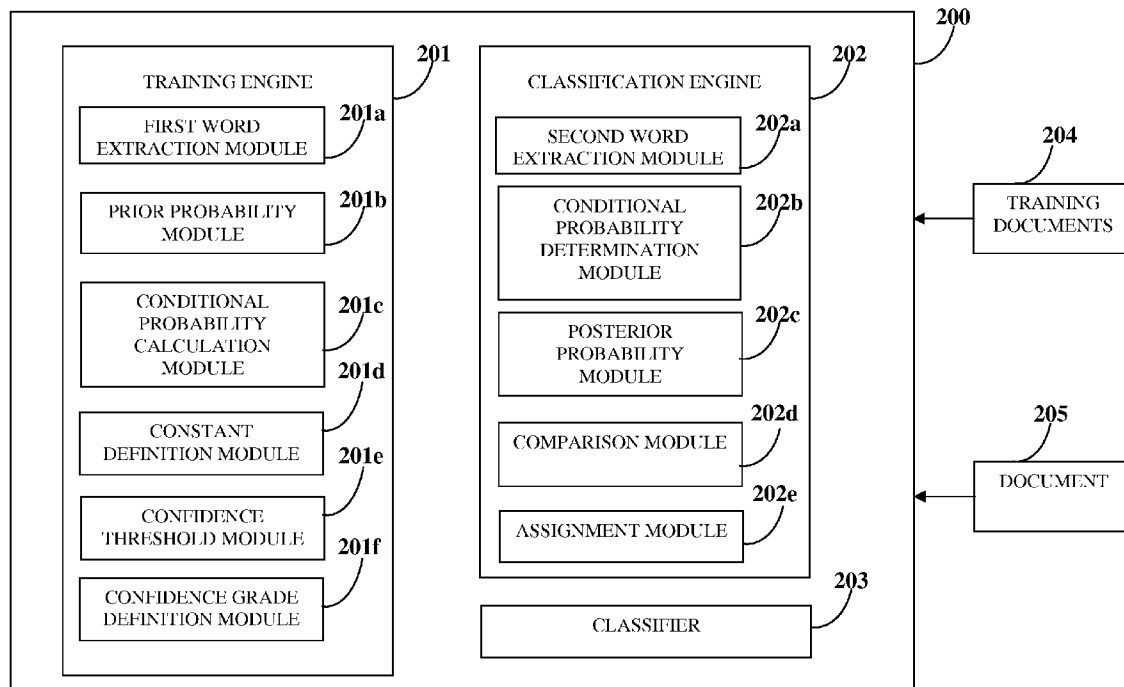 200
201
TRAINING ENGINE
201a
FIRST WORD
EXTRACTION MODULE
201b
PRIOR PROBABILITY
MODULE
201c
CONDITIONAL
PROBABILITY
CALCULATION
MODULE
201d
CONSTANT
DEFINITION MODULE
201e
CONFIDENCE
THRESHOLD MODULE
201f
CONFIDENCE GRADE
DEFINITION MODULE
202
CLASSIFICATION ENGINE
202a
SECOND WORD
EXTRACTION MODULE
202b
CONDITIONAL
PROBABILITY
DETERMINATION
MODULE
202c
POSTERIOR
PROBABILITY
MODULE
202d
COMPARISON MODULE
202e
ASSIGNMENT MODULE
203
CLASSIFIER
204
TRAINING
DOCUMENTS
205
DOCUMENT